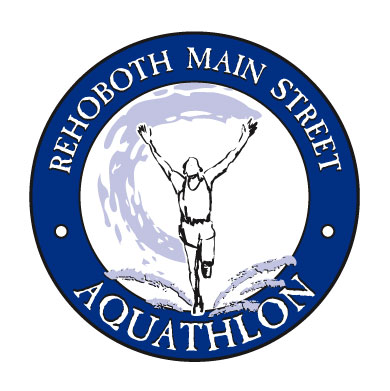 REHOBOTH MAIN STREET
AQUATHLON